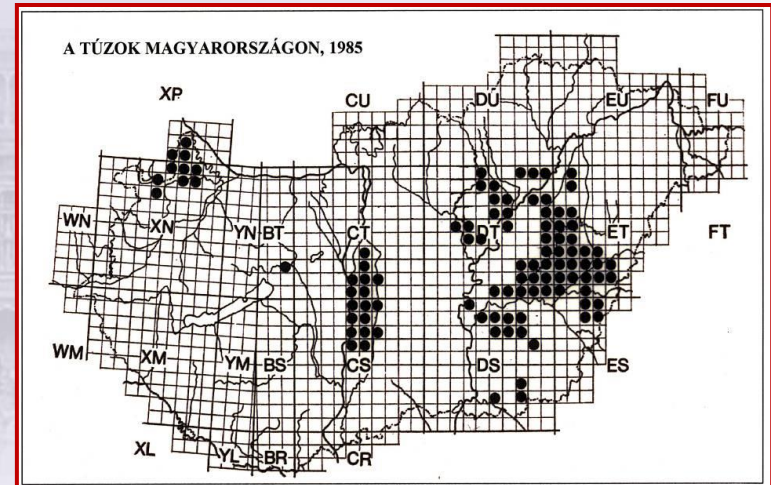 A TÚZOK MAGYARORSZÁGON, 1985
XP
CU
DU
EU
FU
WN
XN
YN
BT
CT
DT
ET
FT
WM
XM
YM
BS
CS
DS
ES
XL
YL
BR
CR